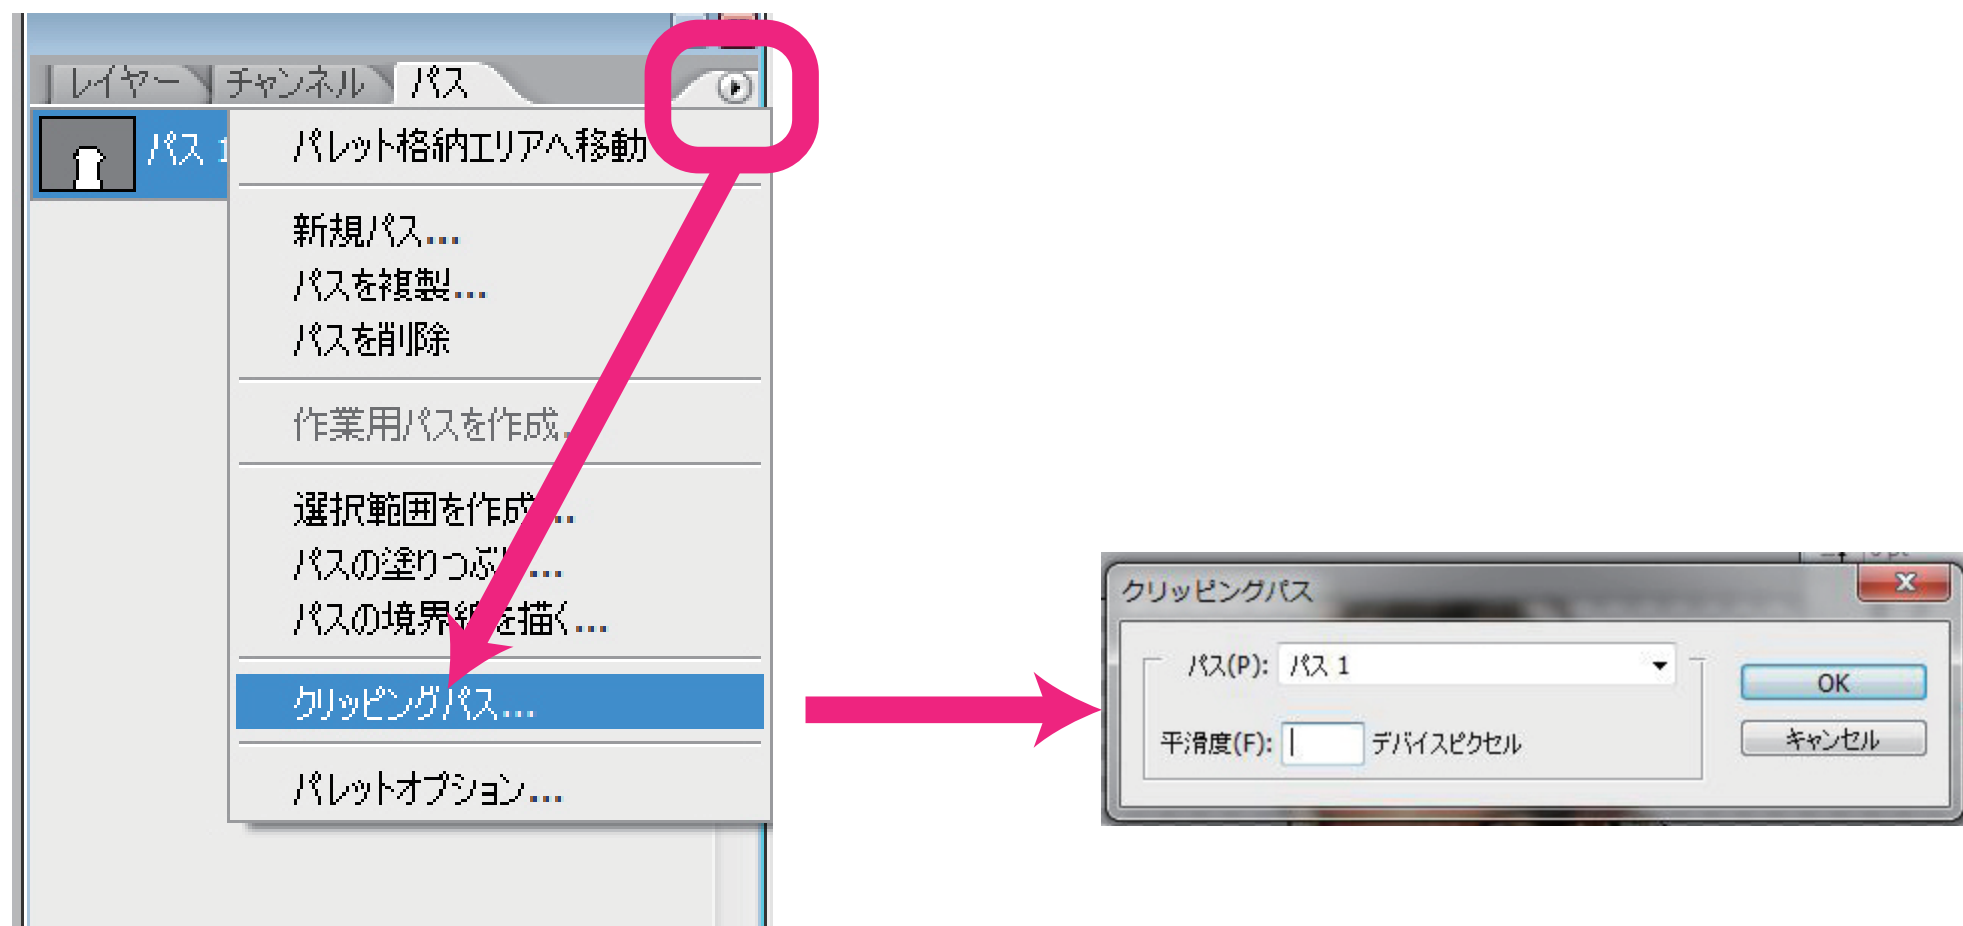 レイヤー チャンネル パス
パス 1
パレット格納エリアへ移動
新規パス...
パスを複製...
パスを削除
作業用パスを作成.
選択範囲を作成...
パスの塗りつぶ...
パスの境界線を描く...
クリッピングパス...
パレットオプション...
クリッピングパス
パス(P): パス 1
OK
平滑度(F): デバイスピクセル
キャンセル